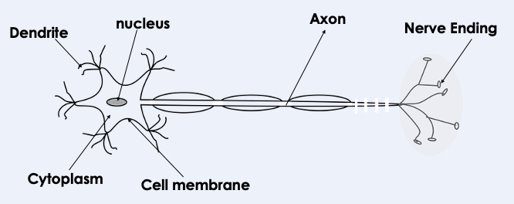 Dendrite
nucleus
Axon
Nerve Ending
Cytoplasm
Cell membrane